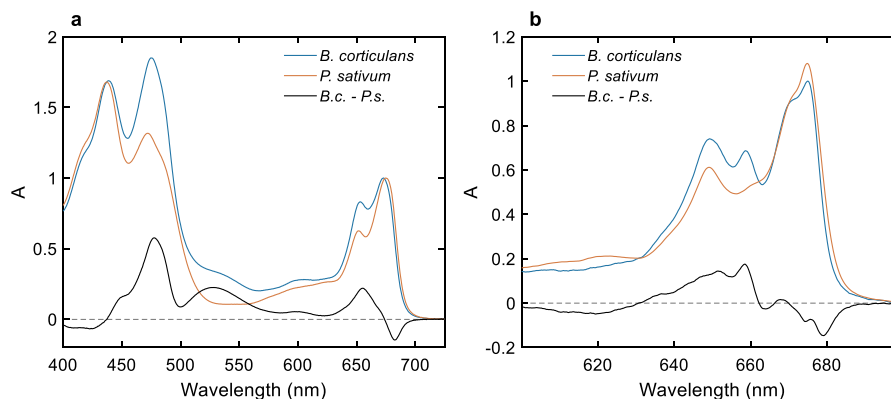 a
2
1.5
1
0.5
0
A
400
450
500
550
600
650
700
Wavelength (nm)
B. corticulans
P. sativum
B.c. - P.s.
b
1.2
1
0.8
0.6
0.4
0.2
0
-0.2
A
620
640
660
680
Wavelength (nm)
B. corticulans
P. sativum
B.c. - P.s.